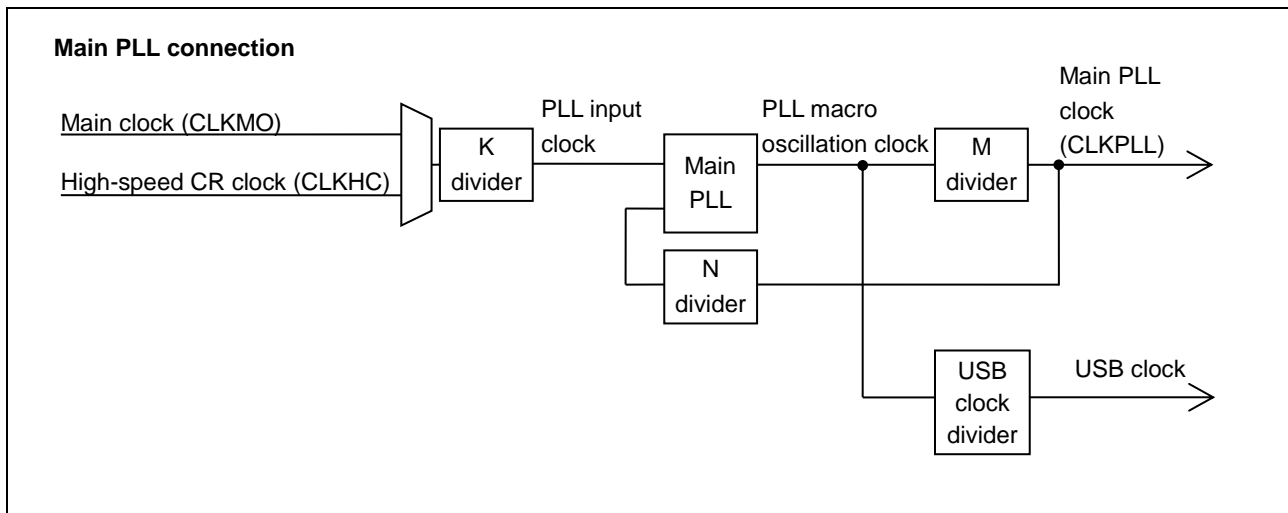 Main PLL connection
Main clock (CLKMO)
High-speed CR clock (CLKHC)
K
divider
PLL input
clock
Main
PLL
N
divider
PLL macro
oscillation clock
M
divider
Main PLL
clock
(CLKPLL)
USB
clock
divider
USB clock